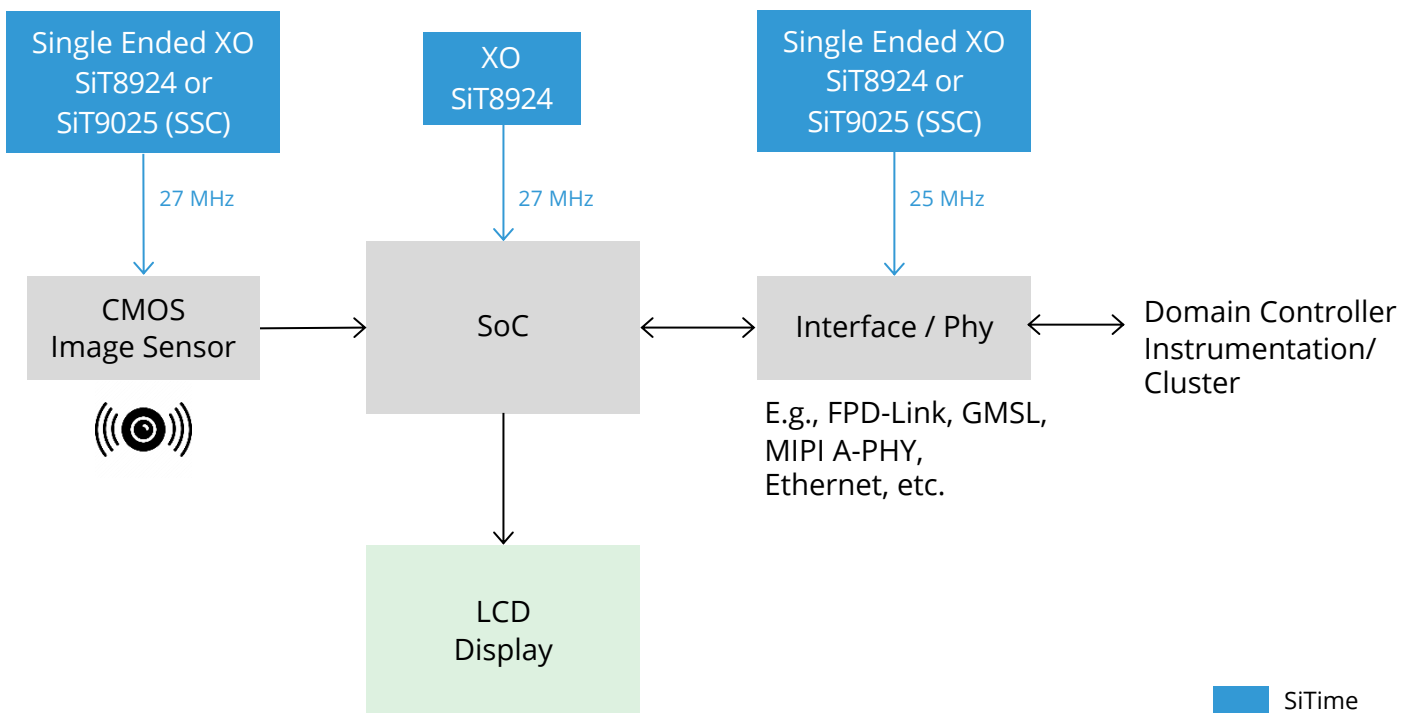 Single Ended XO
SiT8924 or
SiT9025 (SSC)
XO
SiT8924
Single Ended XO
SiT8924 or
SiT9025 (SSC)
27 MHz
27 MHz
25 MHz
CMOS
Image Sensor
SoC
Interface / Phy
Domain Controller
Instrumentation/
Cluster
E.g., FPD-Link, GMSL,
MIPI A-PHY,
Ethernet, etc.
LCD
Display
SiTime